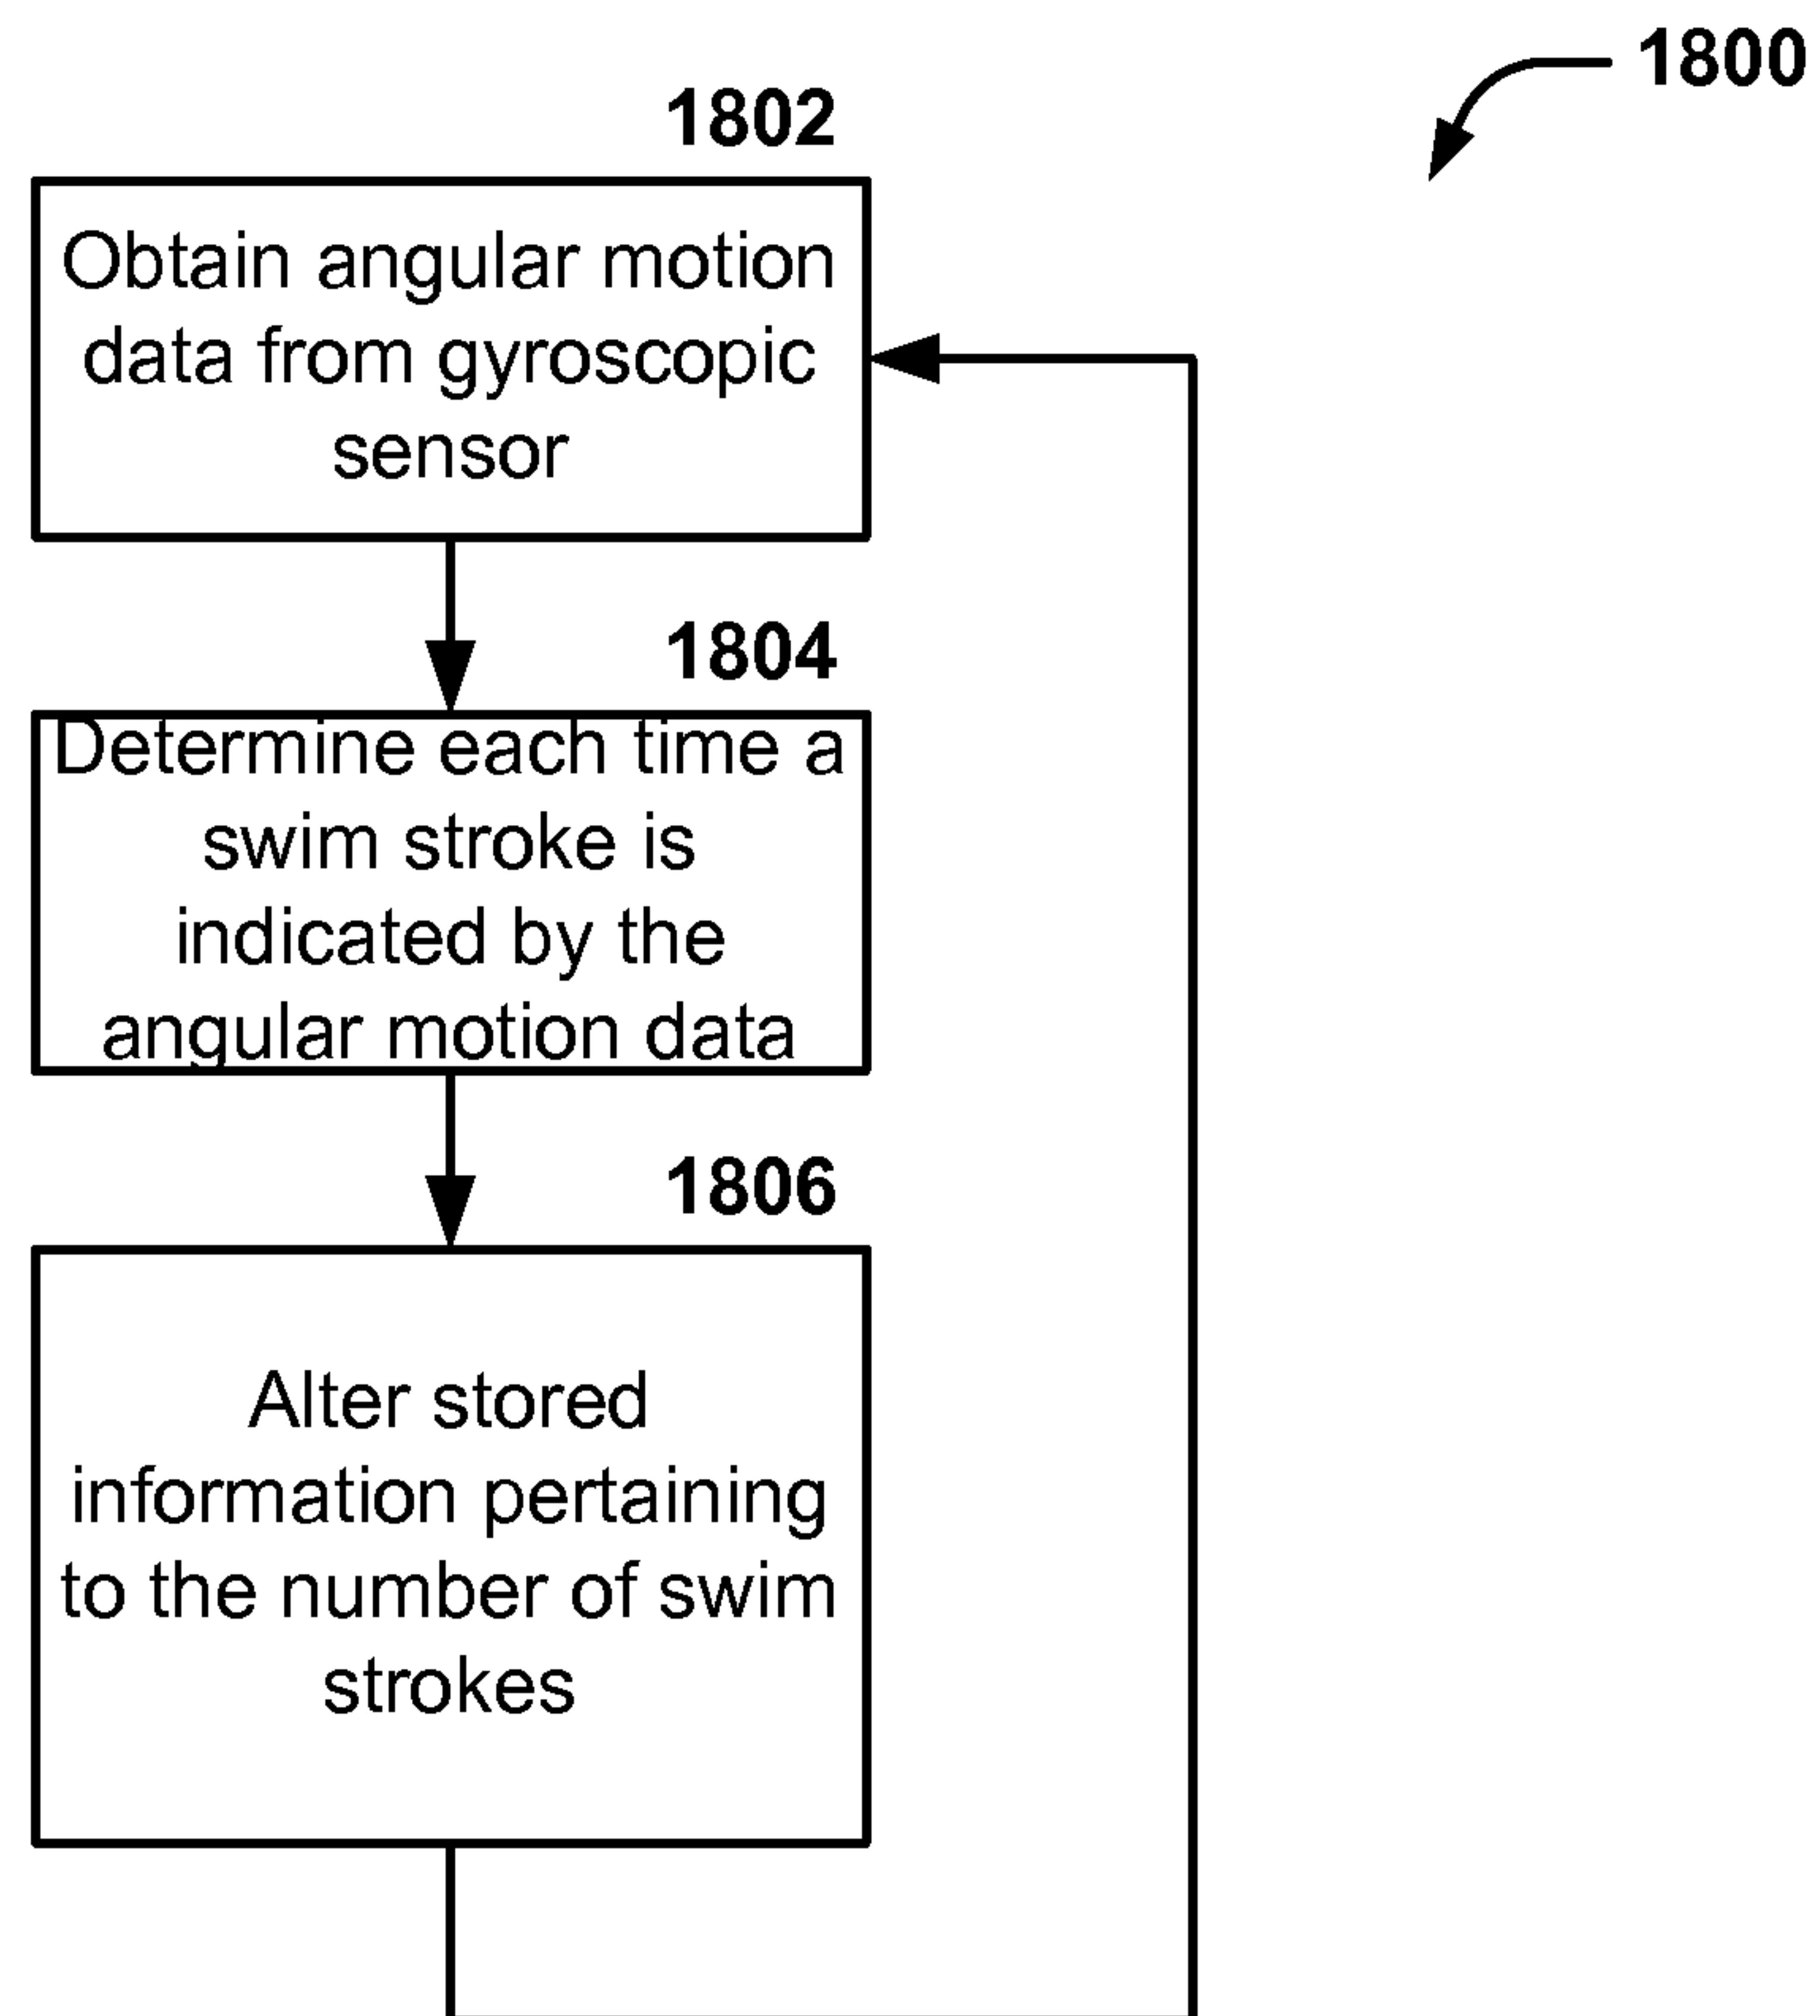 1800
1802
Obtain angular motion
data from gyroscopic
sensor
1804
Determine each time a
swim stroke is
indicated by the
angular motion data
1806
Alter stored
information pertaining
to the number of swim
strokes